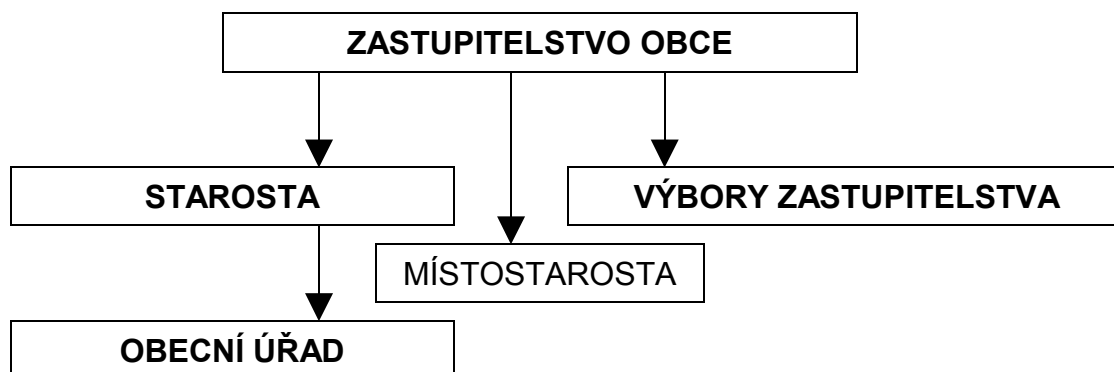 ZASTUPITELSTVO OBCE
STAROSTA
VÝBORY ZASTUPITELSTVA
MÍSTOSTAROSTA
OBECNÍ ÚŘAD